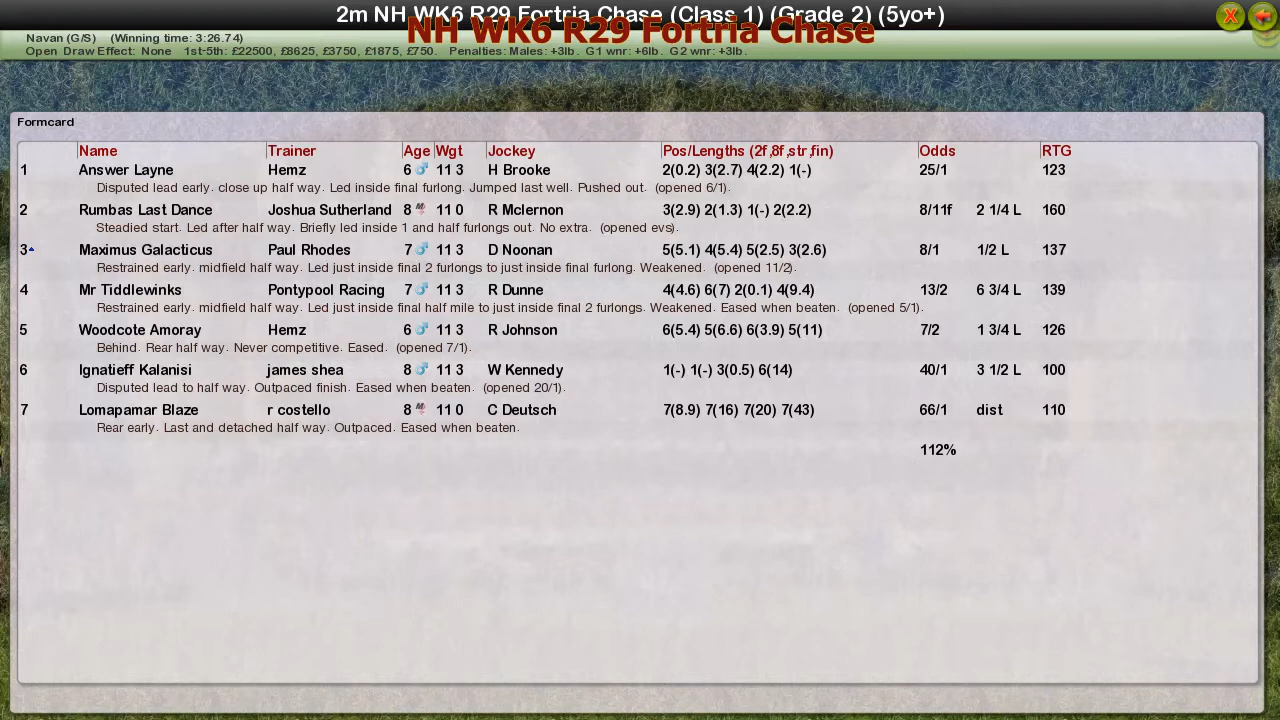 2m NH WK6 R29 Fortria Chase (Class 1) (Grade 2) (5yo+)
NH WK6 R29 Fortria Chase
Navan (G/S) (Winning time: 3:26.74)
Open Draw Effect: None 1st-5th: £22500, £8625, £3750, £1875, £750. Penalties: Males: +3lb. G1 wnr: +6lb. G2 wnr: +3lb.
Formcard
Name Trainer Age Wgt Jockey Pos/Lengths (2f,8f,str,fin) Odds RTG
1 Answer Layne Hemz 6 11 3 H Brooke 2(0.2) 3(2.7) 4(2.2) 1(-) 25/1 123
Disputed lead early. close up half way. Led inside final furlong. Jumped last well. Pushed out. (opened 6/1).
2 Rumbas Last Dance Joshua Sutherland 8 11 0 R Mclernon 3(2.9) 2(1.3) 1(-) 2(2.2) 8/11f 2 1/4 L 160
Steadied start. Led after half way. Briefly led inside 1 and half furlongs out. No extra. (opened evs).
3 Maximus Galacticus Paul Rhodes 7 11 3 D Noonan 5(5.1) 4(5.4) 5(2.5) 3(2.6) 8/1 1/2 L 137
Restrained early. midfield half way. Led just inside final 2 furlongs to just inside final furlong. Weakened. (opened 11/2).
4 Mr Tiddlewinks Pontypool Racing 7 11 3 R Dunne 4(4.6) 6(7) 2(0.1) 4(9.4) 13/2 6 3/4 L 139
Restrained early. midfield half way. Led just inside final half mile to just inside final 2 furlongs. Weakened. Eased when beaten. (opened 5/1).
5 Woodcote Amoray Hemz 6 11 3 R Johnson 6(5.4) 5(6.6) 6(3.9) 5(11) 7/2 1 3/4 L 126
Behind. Rear half way. Never competitive. Eased. (opened 7/1).
6 Ignatieff Kalanisi james shea 8 11 3 W Kennedy 1(-) 1(-) 3(0.5) 6(14) 40/1 3 1/2 L 100
Disputed lead to half way. Outpaced finish. Eased when beaten. (opened 20/1).
7 Lomapamar Blaze r costello 8 11 0 C Deutsch 7(8.9) 7(16) 7(20) 7(43) 66/1 dist 110
Rear early. Last and detached half way. Outpaced. Eased when beaten.
112%